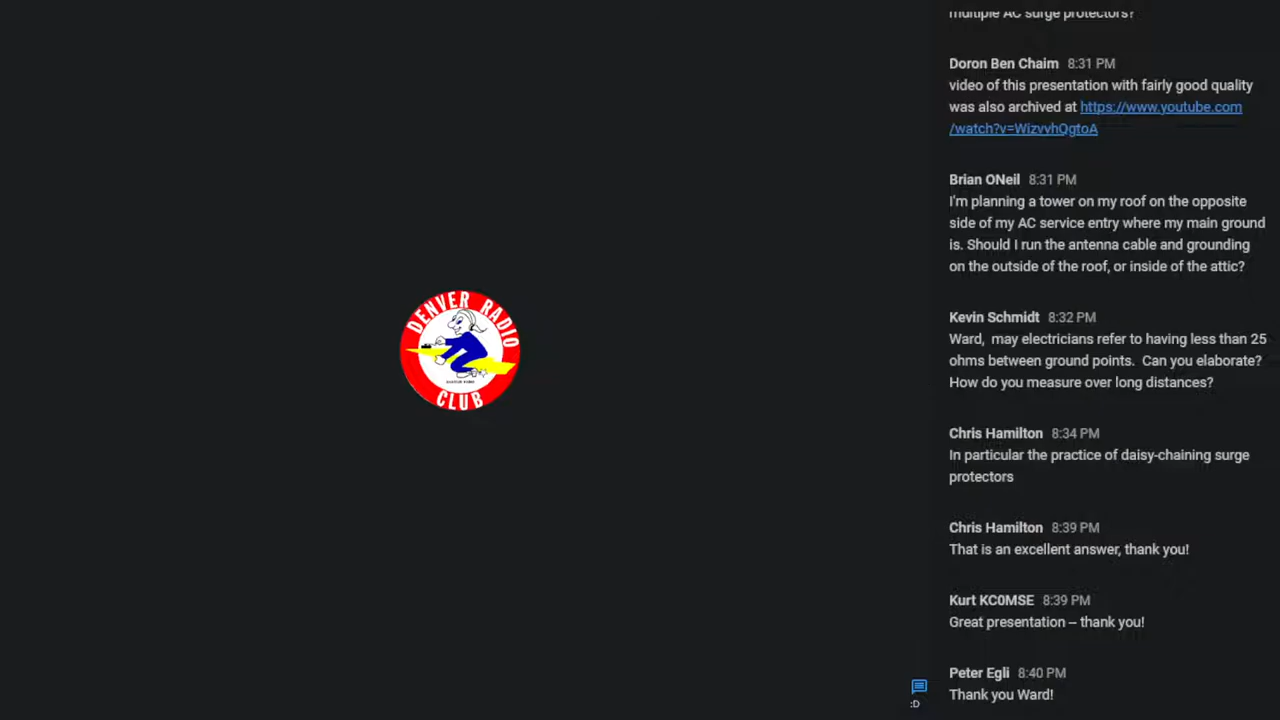 multiple AC surge protectors?
Doron Ben Chaim 8:31 PM
video of this presentation with fairly good quality
was also archived at https://www.youtube.com
/watch?v=WizvvhQgtoA
Brian ONeil 8:31 PM
I'm planning a tower on my roof on the opposite
side of my AC service entry where my main ground
is. Should I run the antenna cable and grounding
on the outside of the roof, or inside of the attic?
Kevin Schmidt 8:32 PM
Ward, may electricians refer to having less than 25
ohms between ground points. Can you elaborate?
How do you measure over long distances?
Chris Hamilton 8:34 PM
In particular the practice of daisy-chaining surge
protectors
Chris Hamilton 8:39 PM
That is an excellent answer, thank you!
Kurt KC0MSE 8:39 PM
Great presentation – thank you!
Peter Egli 8:40 PM
Thank you Ward!
:D
DENVER RADIO
CLUB